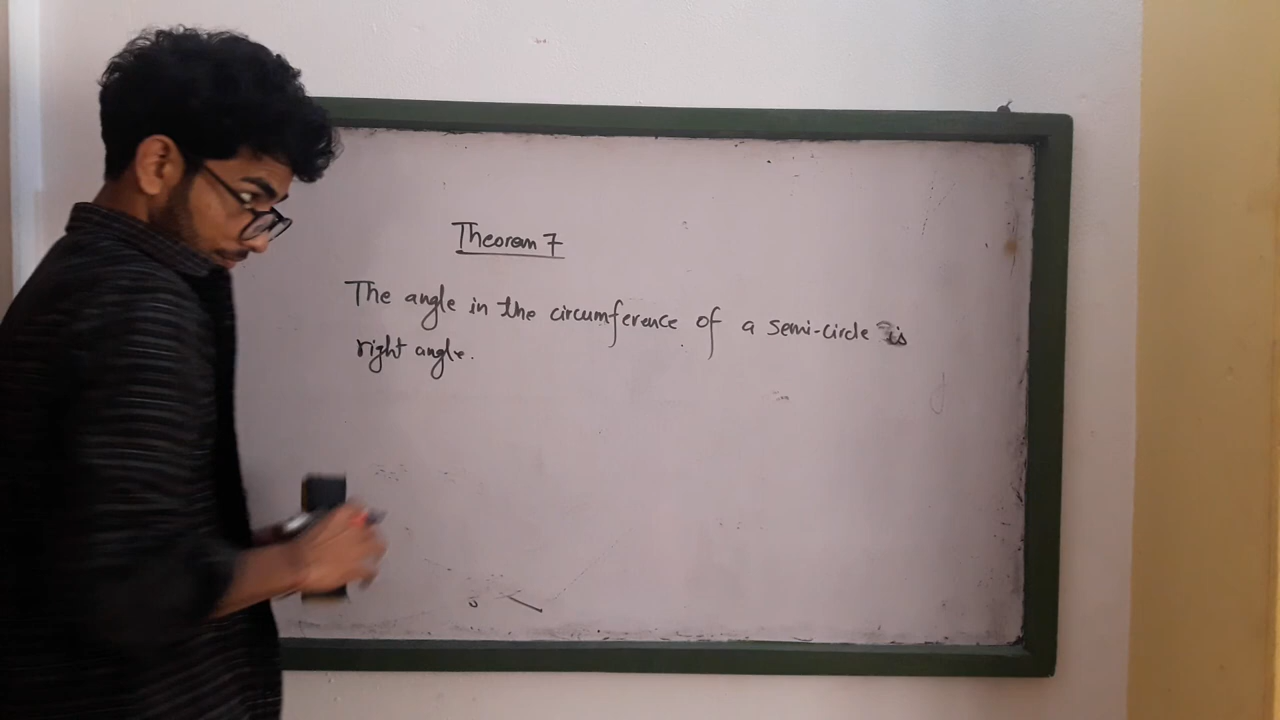 Theorem 7
The angle in the circumference of a semi-circle is
right angle.